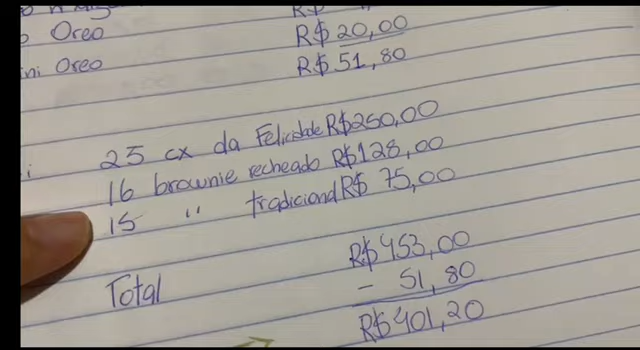 R$
Oreo R$ 20,00
ini Oreo R$ 51,80
25 cx da Felicidade R$250,00
16 brownie recheado R$128,00
15 " tradicional R$ 75,00
R$453,00
- 51,80
Total
R$401,20